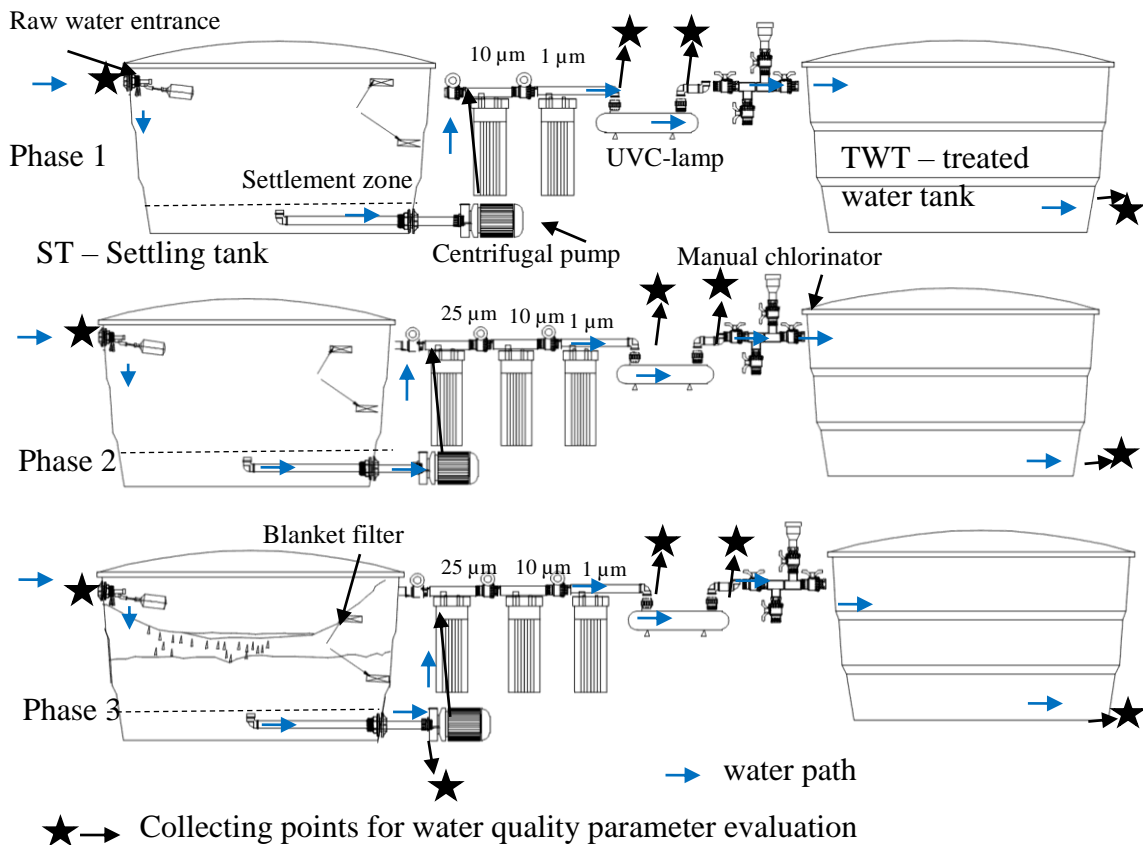 Raw water entrance
10 µm
1 µm
Phase 1
UVC-lamp
TWT – treated
water tank
Settlement zone
ST – Settling tank
Centrifugal pump
Manual chlorinator
25 µm
10 µm
1 µm
Phase 2
Blanket filter
25 µm
10 µm
1 µm
Phase 3
water path
Collecting points for water quality parameter evaluation